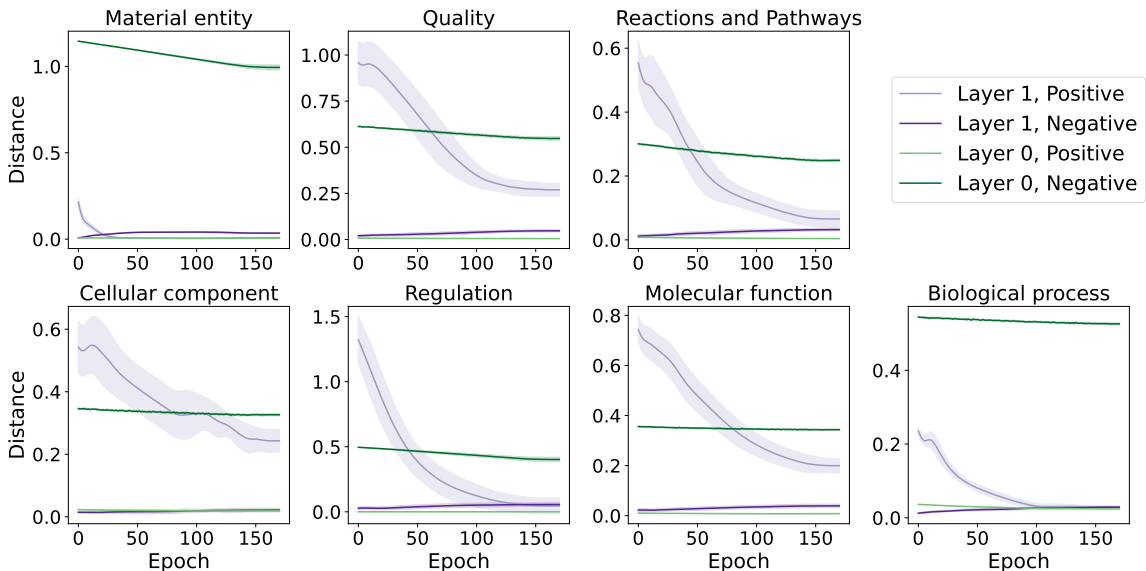 Material entity
Quality
Reactions and Pathways
Distance
1.0
0.5
0.0
0 50 100 150
1.00
0.75
0.50
0.25
0.00
0 50 100 150
0.6
0.4
0.2
0.0
0 50 100 150
Layer 1, Positive
Layer 1, Negative
Layer 0, Positive
Layer 0, Negative
Cellular component
Regulation
Molecular function
Biological process
Distance
0.6
0.4
0.2
0.0
0 50 100 150
Epoch
1.5
1.0
0.5
0.0
0 50 100 150
Epoch
0.8
0.6
0.4
0.2
0.0
0 50 100 150
Epoch
0.4
0.2
0.0
0 50 100 150
Epoch